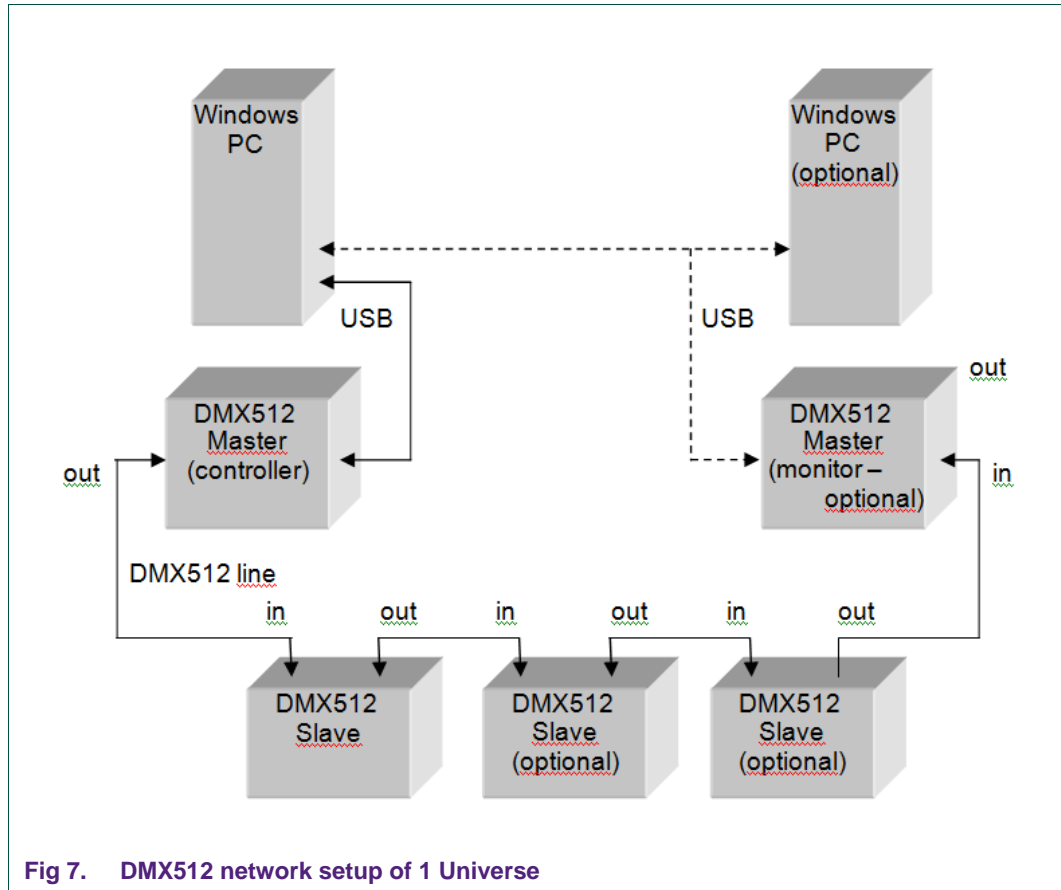 Windows
PC
Windows
PC
(optional)
USB
USB
out
DMX512
Master
(controller)
DMX512
Master
(monitor –
optional)
out
in
DMX512 line
in
out
in
out
in
out
DMX512
Slave
DMX512
Slave
(optional)
DMX512
Slave
(optional)
Fig 7. DMX512 network setup of 1 Universe